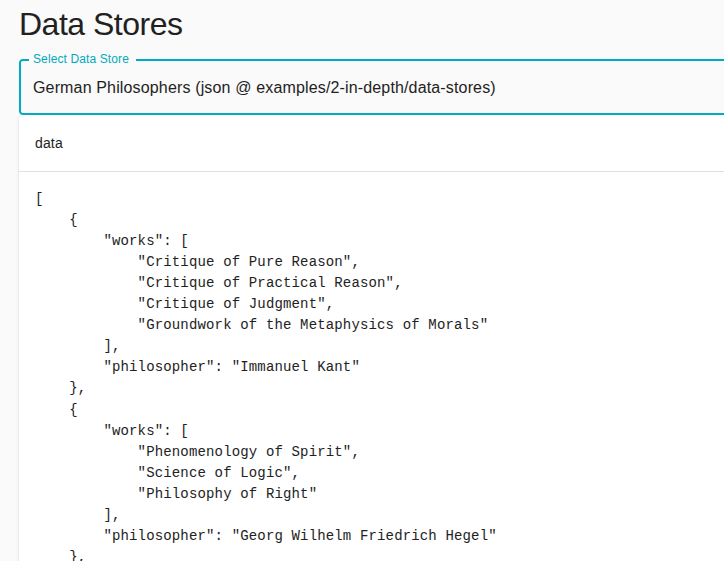 Data Stores
Select Data Store
German Philosophers (json @ examples/2-in-depth/data-stores)
data
[
    {
        "works": [
            "Critique of Pure Reason",
            "Critique of Practical Reason",
            "Critique of Judgment",
            "Groundwork of the Metaphysics of Morals"
        ],
        "philosopher": "Immanuel Kant"
    },
    {
        "works": [
            "Phenomenology of Spirit",
            "Science of Logic",
            "Philosophy of Right"
        ],
        "philosopher": "Georg Wilhelm Friedrich Hegel"
    },